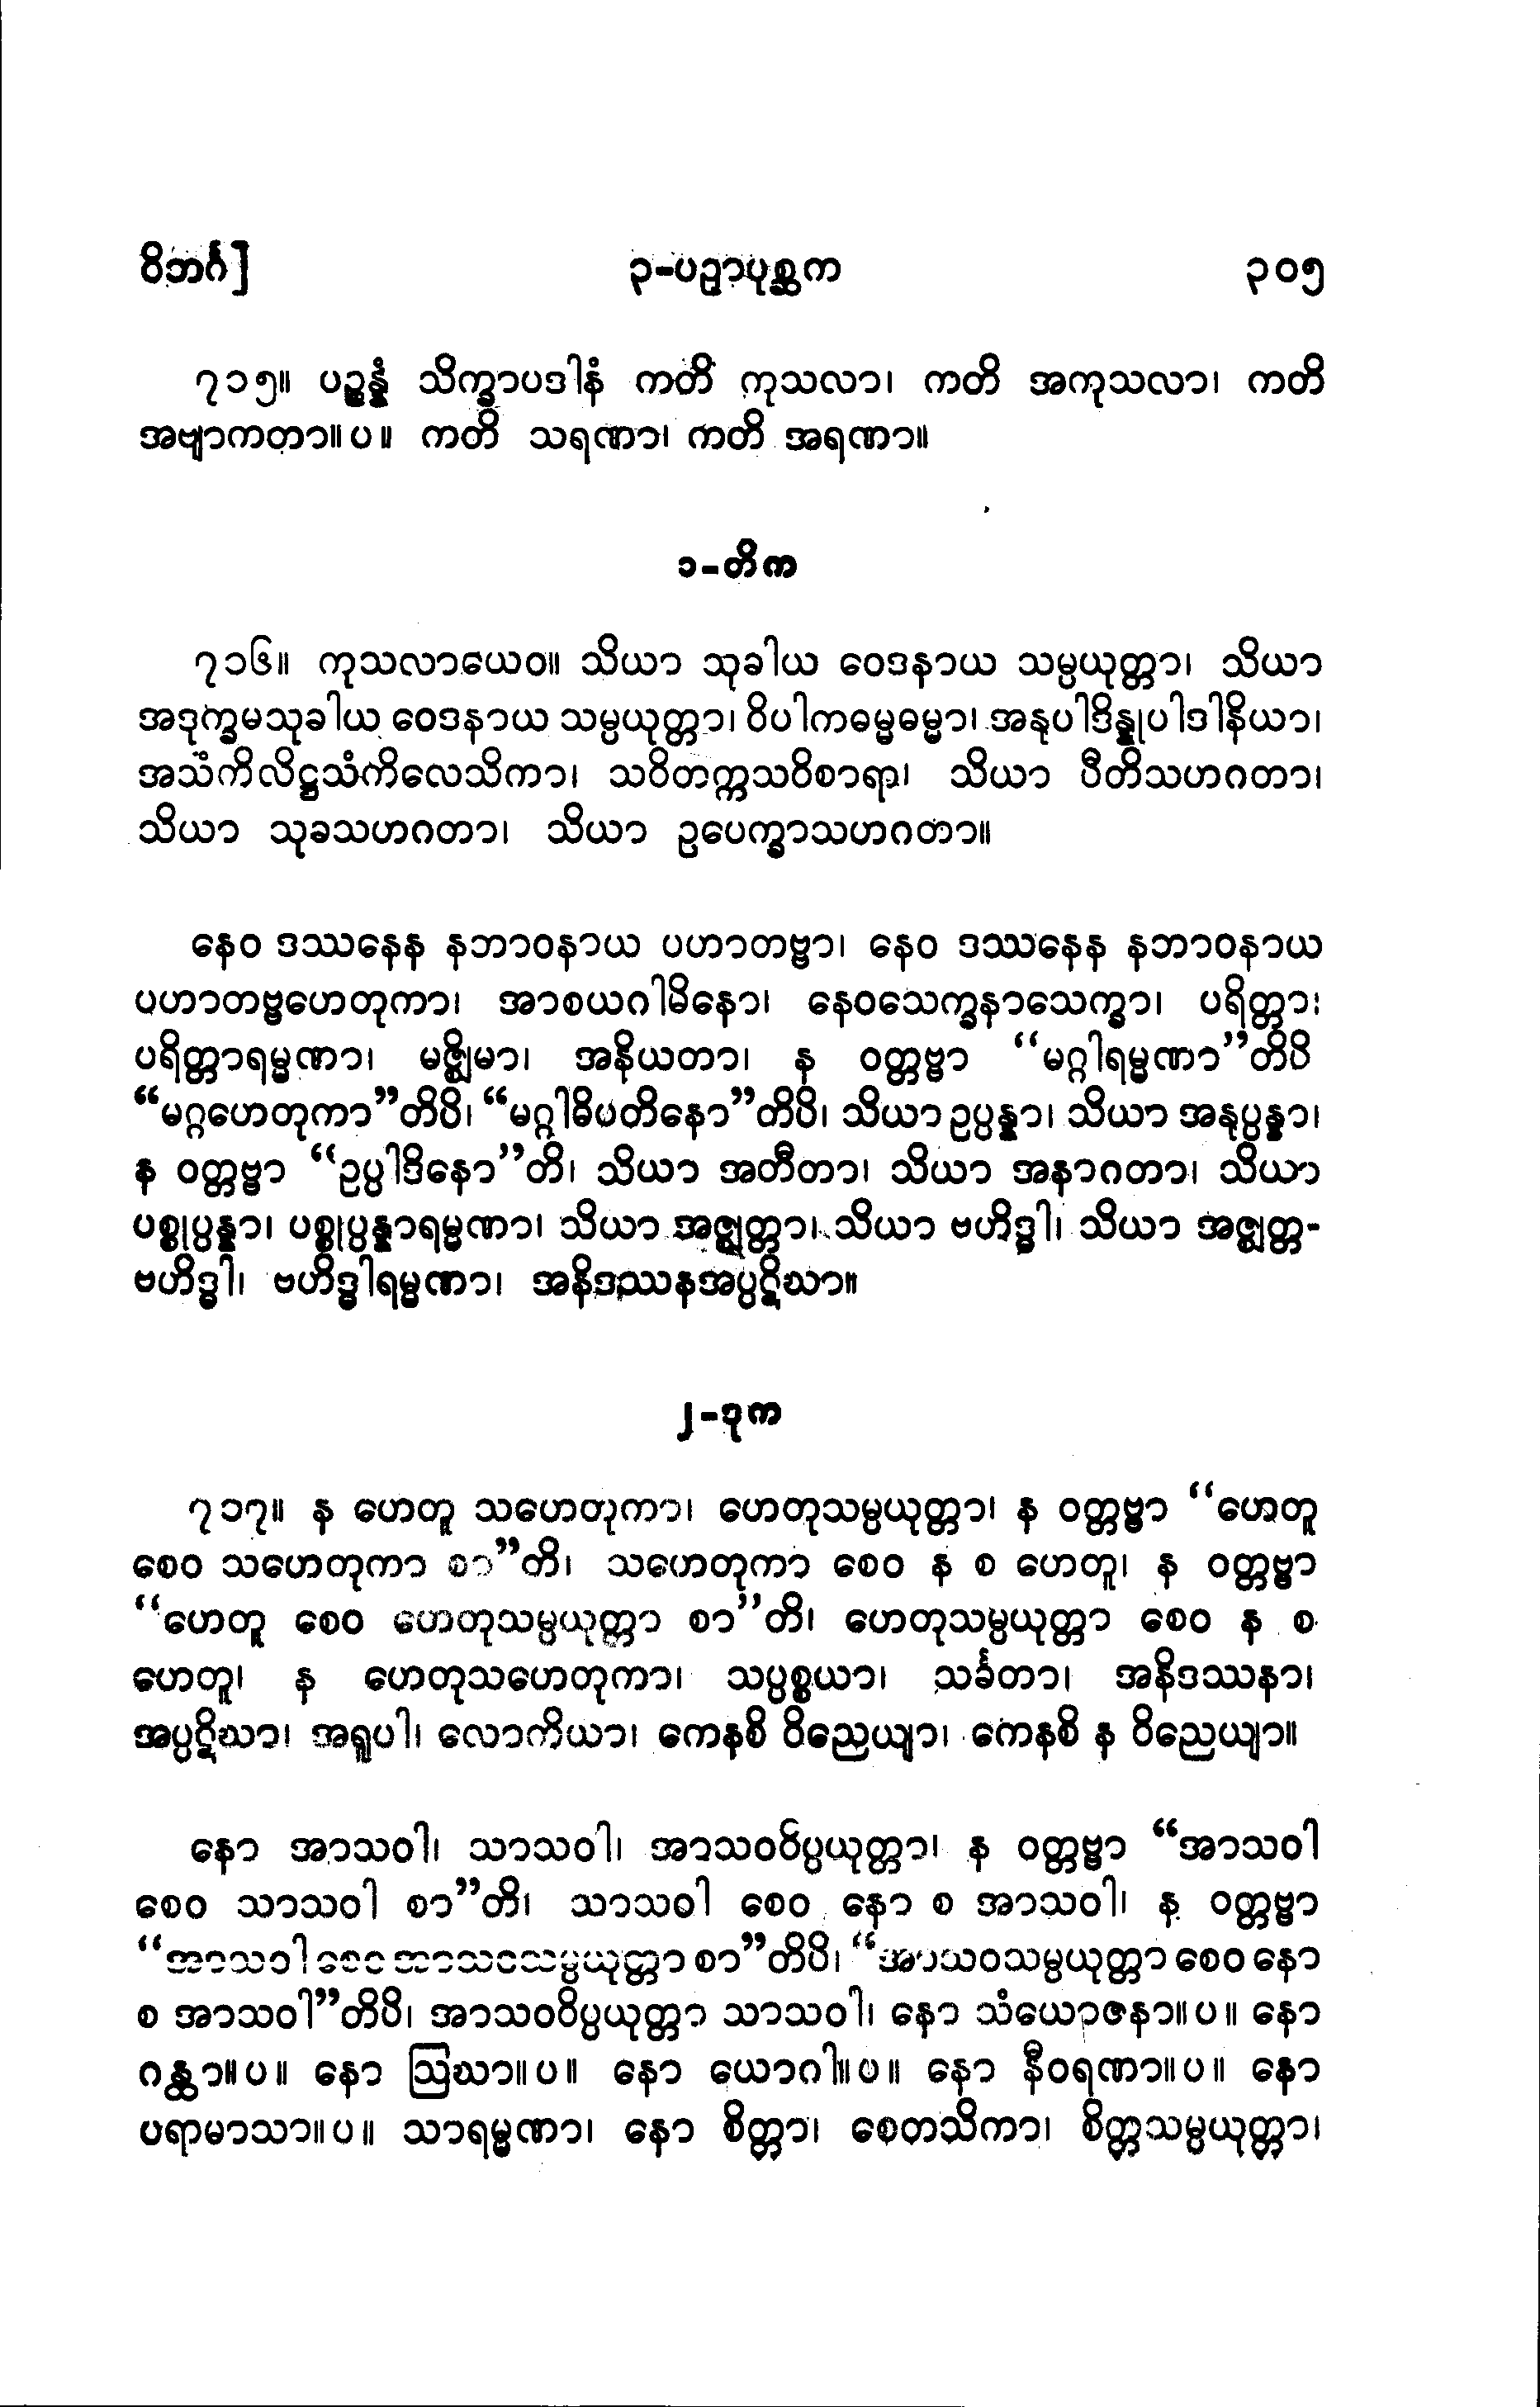 ဝိဘင်္ဂ] ၃-ပဉှာပုစ္ဆက ၃၀၅
၇၁၅။ ပဉ္စန္နံ သိက္ခာပဒါနံ ကတိ ကုသလာ၊ ကတိ အကုသလာ၊ ကတိ
အဗျာကတာ။ပ။ ကတိ သရဏာ၊ ကတိ အရဏာ။
၁-တိက
၇၁၆။ ကုသလာယေဝ။ သိယာ သုခါယ ဝေဒနာယ သမ္ပယုတ္တာ၊ သိယာ
အဒုက္ခမသုခါယ ဝေဒနာယ သမ္ပယုတ္တာ၊ ဝိပါကဓမ္မဓမ္မာ၊ အနုပါဒိန္နုပါဒါနိယာ၊
အသံကိလိဋ္ဌသံကိလေသိကာ၊ သဝိတက္ကသဝိစာရာ၊ သိယာ ပီတိသဟဂတာ၊
သိယာ သုခသဟဂတာ၊ သိယာ ဥပေက္ခာသဟဂတာ။
နေဝ ဒဿနေန နဘာဝနာယ ပဟာတဗ္ဗာ၊ နေဝ ဒဿနေန နဘာဝနာယ
ပဟာတဗ္ဗဟေတုကာ၊ အာစယဂါမိနော၊ နေဝသေက္ခနာသေက္ခာ၊ ပရိတ္တာ၊
ပရိတ္တာရမ္မဏာ၊ မဇ္ဈိမာ၊ အနိယတာ၊ န ဝတ္တဗ္ဗာ “မဂ္ဂါရမ္မဏာ”တိပိ
“မဂ္ဂဟေတုကာ”တိပိ၊ “မဂ္ဂါဓိပတိနော”တိပိ၊ သိယာ ဥပ္ပန္နာ၊ သိယာ အနုပ္ပန္နာ၊
န ဝတ္တဗ္ဗာ “ဥပ္ပါဒိနော”တိ၊ သိယာ အတီတာ၊ သိယာ အနာဂတာ၊ သိယာ
ပစ္စုပ္ပန္နာ၊ ပစ္စုပ္ပန္နာရမ္မဏာ၊ သိယာ အဇ္ဈတ္တာ၊ သိယာ ဗဟိဒ္ဓါ၊ သိယာ အဇ္ဈတ္တ-
ဗဟိဒ္ဓါ၊ ဗဟိဒ္ဓါရမ္မဏာ၊ အနိဒဿနအပ္ပဋိဃာ။
၂-ဒုက
၇၁၇။ န ဟေတူ သဟေတုကာ၊ ဟေတုသမ္ပယုတ္တာ၊ န ဝတ္တဗ္ဗာ “ဟေတူ
စေဝ သဟေတုကာ စာ”တိ၊ သဟေတုကာ စေဝ န စ ဟေတူ၊ န ဝတ္တဗ္ဗာ
“ဟေတူ စေဝ ဟေတုသမ္ပယုတ္တာ စာ”တိ၊ ဟေတုသမ္ပယုတ္တာ စေဝ န စ
ဟေတူ၊ န ဟေတုသဟေတုကာ၊ သပ္ပစ္စယာ၊ သင်္ခတာ၊ အနိဒဿနာ၊
အပ္ပဋိဃာ၊ အရူပါ၊ လောကိယာ၊ ကေနစိ ဝိညေယျာ၊ ကေနစိ န ဝိညေယျာ။
နော အာသဝါ၊ သာသဝါ၊ အာသဝဝိပ္ပယုတ္တာ၊ န ဝတ္တဗ္ဗာ “အာသဝါ
စေဝ သာသဝါ စာ”တိ၊ သာသဝါ စေဝ နော စ အာသဝါ၊ န ဝတ္တဗ္ဗာ
“အာသဝါ စေဝ အာသဝသမ္ပယုတ္တာ စာ”တိပိ၊ “အာသဝသမ္ပယုတ္တာ စေဝ နော
စ အာသဝါ”တိပိ၊ အာသဝဝိပ္ပယုတ္တာ သာသဝါ၊ နော သံယောဇနာ။ပ။ နော
ဂန္ထာ။ပ။ နော ဩဃာ။ပ။ နော ယောဂါ။ပ။ နော နီဝရဏာ။ပ။ နော
ပရာမာသာ။ပ။ သာရမ္မဏာ၊ နော စိတ္တာ၊ စေတသိကာ၊ စိတ္တသမ္ပယုတ္တာ၊